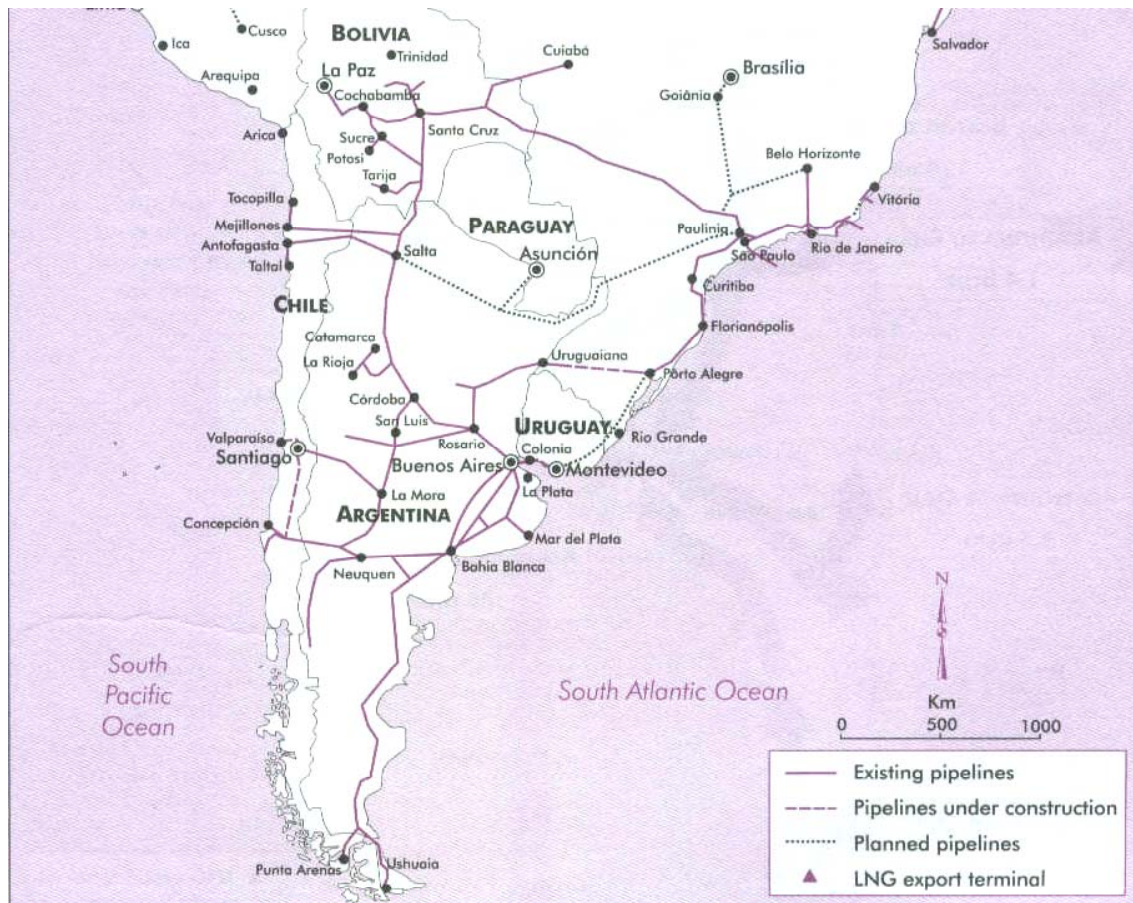 Cusco
Ica
BOLIVIA
Trinidad
Cuiabá
Salvador
La Paz
Brasília
Arequipa
Cochabamba
Goiânia
Arica
Santa Cruz
Sucre
Potosi
Belo Horizonte
Tarija
Tocopilla
Vitória
Mejillones
PARAGUAY
Pauliniq
Antofagasta
São Paulo
Rio de Janeiro
Salta
Asunción
Taltal
Curitiba
CHILE
Florianópolis
Catamarca
La Rioja
Uruguaiana
Pôrto Alegre
Córdoba
San Luis
URUGUAY
Rio Grande
Valparaísa
Rosario
Colonia
Santiago
Buenos Aires
Montevideo
La Plata
La Mora
ARGENTINA
Concepción
Mar del Plata
Neuquen
Bahia Blanca
N
South
Pacific
Ocean
South Atlantic Ocean
Km
0 500 1000
Existing pipelines
Pipelines under construction
Planned pipelines
LNG export terminal
Punta Arenas
Ushuaia